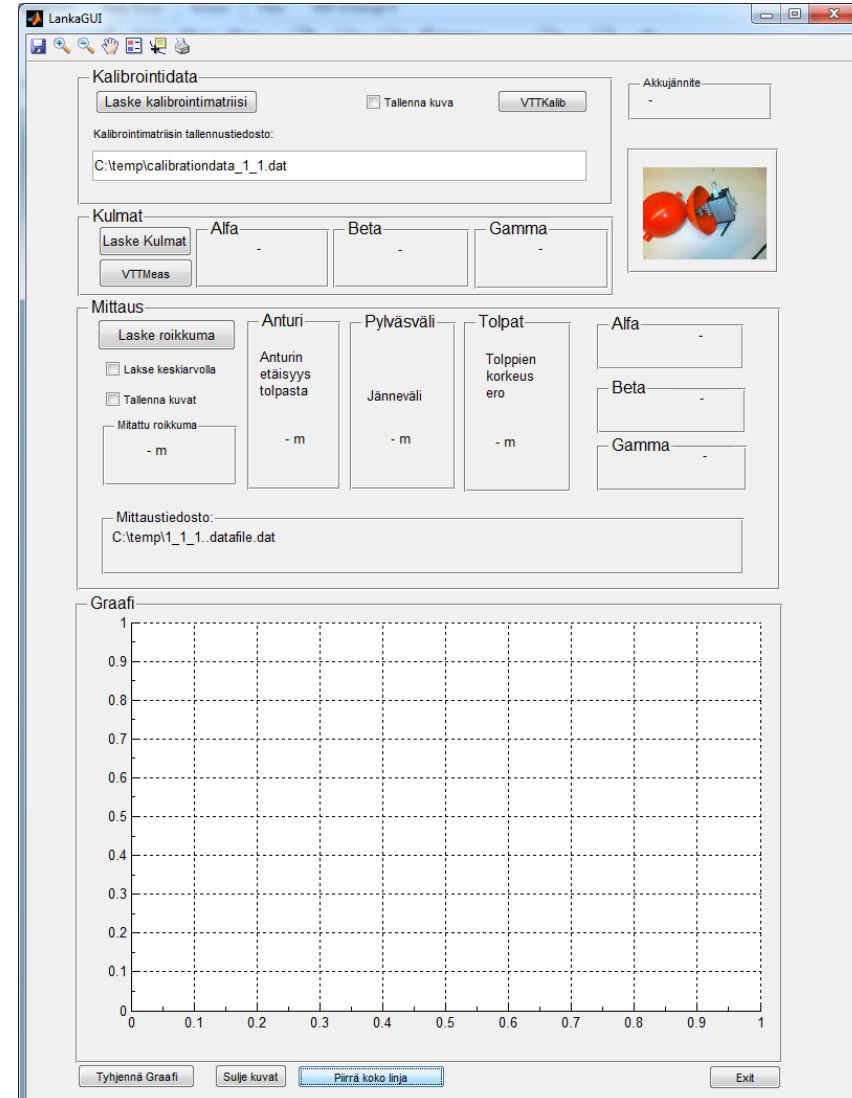 LankaGUI
Kalibrointidata
Laske kalibrointimatriisi
Tallenna kuva
VTTKalib
Kalibrointimatriisin tallennustiedosto:
C:\temp\calibrationdata_1_1.dat
Akkujännite
-
Kulmat
Laske Kulmat
VTTMeas
Alfa
-
Beta
-
Gamma
-
Mittaus
Laske roikkuma
Lakse keskiarvolla
Tallenna kuvat
Mitattu roikkuma
- m
Anturi
Anturin
etäisyys
tolpasta
- m
Pylväsväli
Jänneväli
- m
Tolpat
Tolppien
korkeus
ero
- m
Alfa
-
Beta
-
Gamma
-
Mittaustiedosto:
C:\temp\1_1_1..datafile.dat
Graafi
1
0.9
0.8
0.7
0.6
0.5
0.4
0.3
0.2
0.1
0
0 0.1 0.2 0.3 0.4 0.5 0.6 0.7 0.8 0.9 1
Tyhjennä Graafi
Sulje kuvat
Piirrä koko linja
Exit